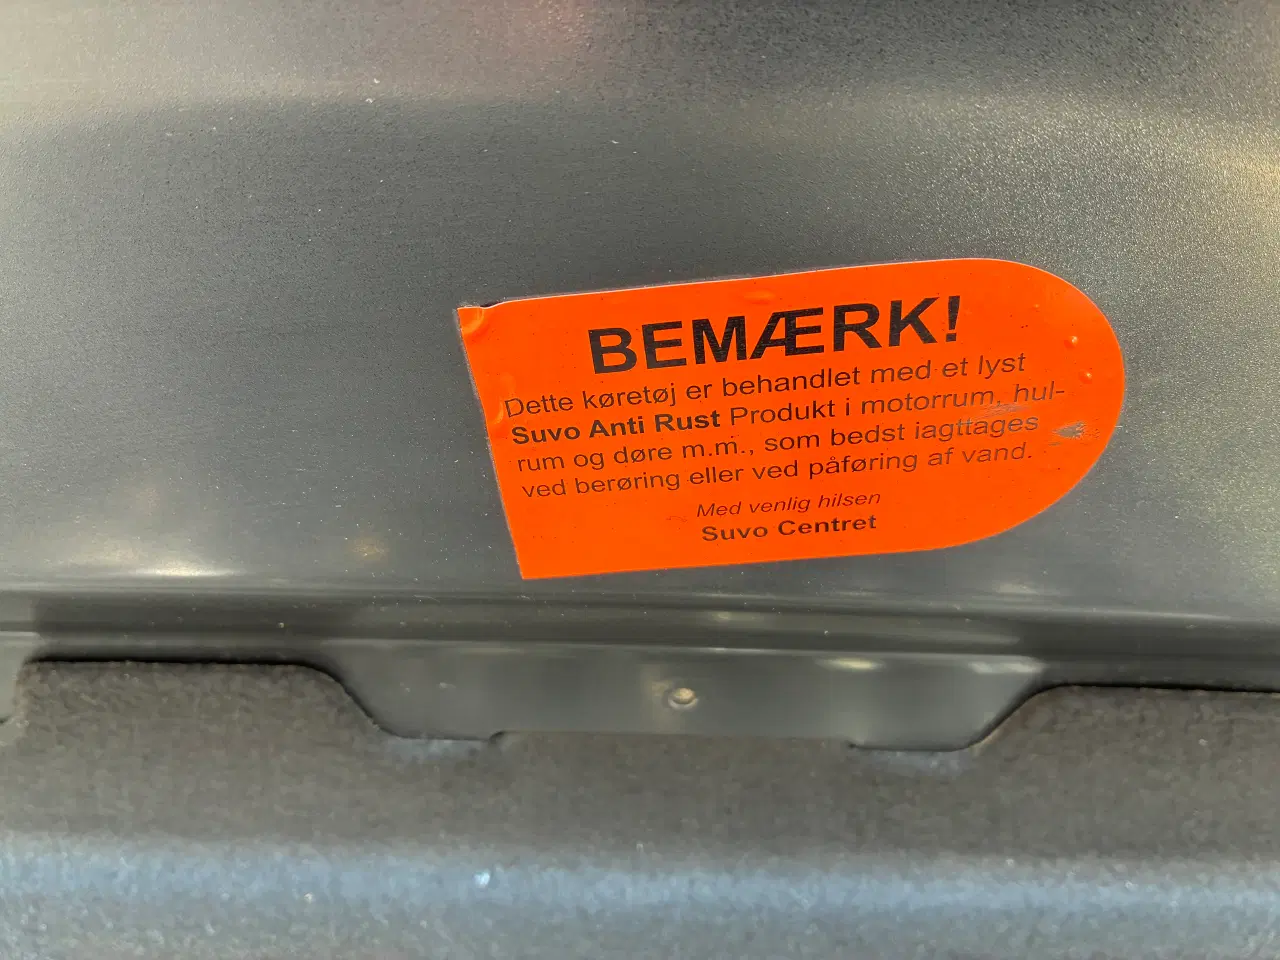 BEMÆRK!
Dette køretøj er behandlet med et lyst
Suvo Anti Rust Produkt i motorrum, hul-
rum og døre m.m., som bedst iagttages
ved berøring eller ved påføring af vand.
Med venlig hilsen
Suvo Centret